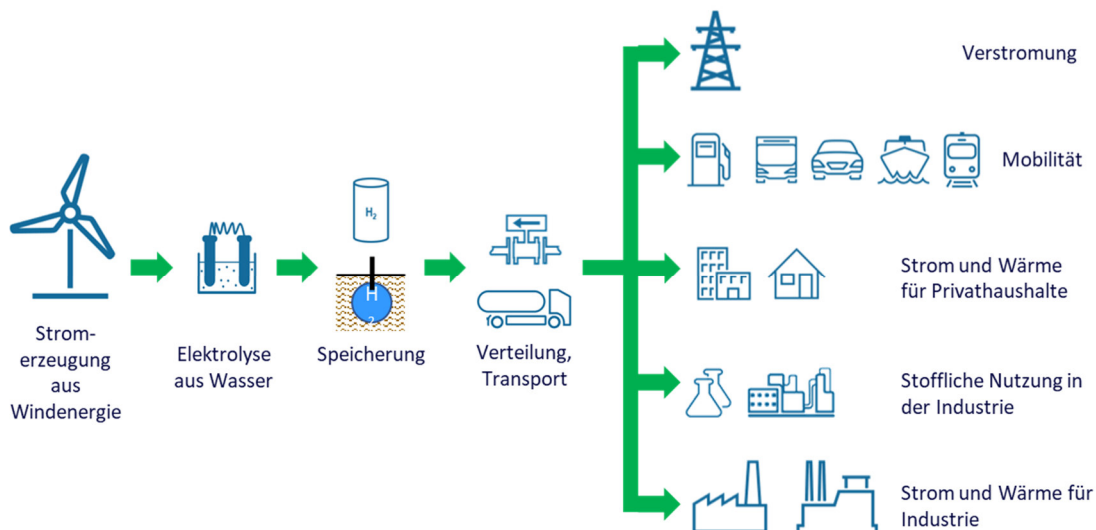 Strom-
erzeugung
aus
Windenergie
Elektrolyse
aus Wasser
H₂
H
2
Speicherung
Verteilung,
Transport
Verstromung
Mobilität
Strom und Wärme
für Privathaushalte
Stoffliche Nutzung in
der Industrie
Strom und Wärme für
Industrie